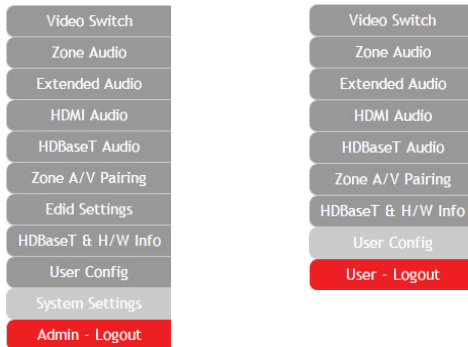 Video Switch
Zone Audio
Extended Audio
HDMI Audio
HDBaseT Audio
Zone A/V Pairing
Edid Settings
HDBaseT & H/W Info
User Config
System Settings
Admin - Logout
Video Switch
Zone Audio
Extended Audio
HDMI Audio
HDBaseT Audio
Zone A/V Pairing
HDBaseT & H/W Info
User Config
User - Logout